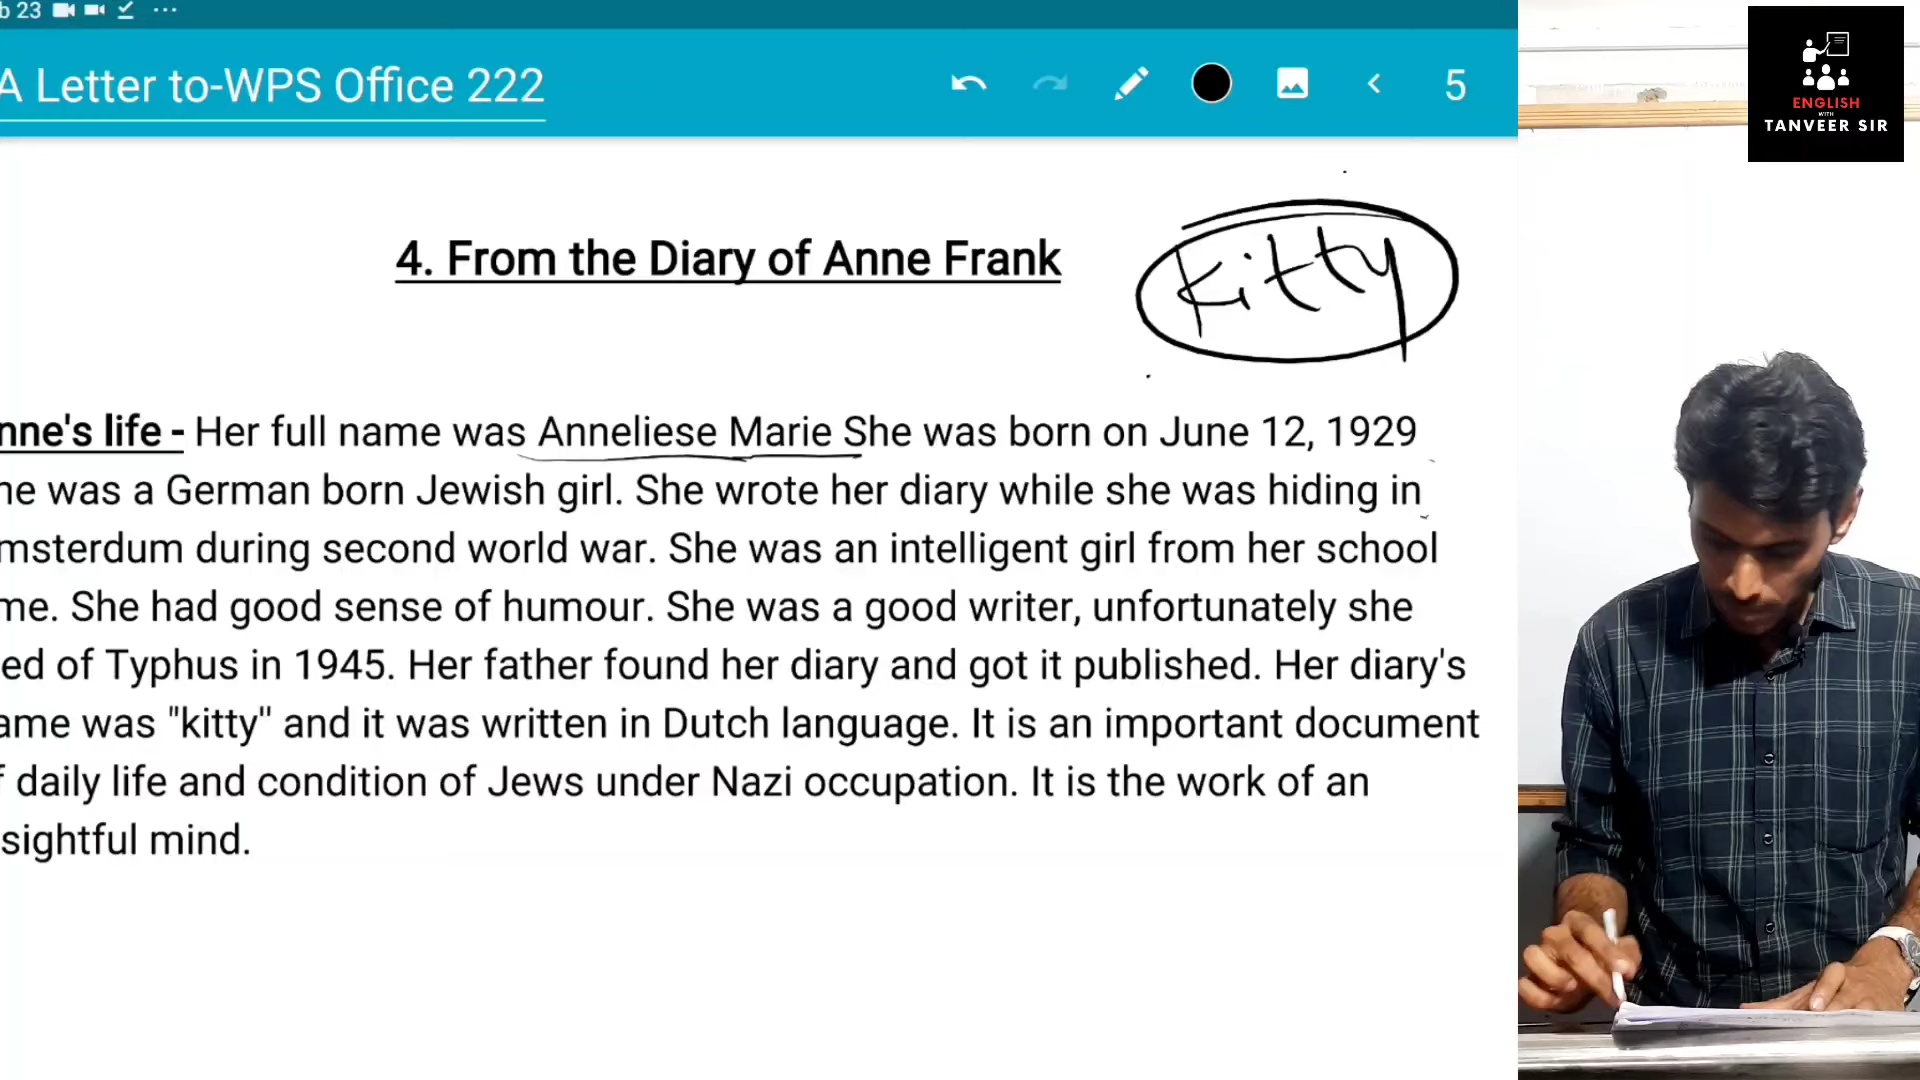 b 23
A Letter to-WPS Office 222
5
ENGLISH
WITH
TANVEER SIR
4. From the Diary of Anne Frank
Kitty
nne's life - Her full name was Anneliese Marie She was born on June 12, 1929
he was a German born Jewish girl. She wrote her diary while she was hiding in
msterdum during second world war. She was an intelligent girl from her school
me. She had good sense of humour. She was a good writer, unfortunately she
ed of Typhus in 1945. Her father found her diary and got it published. Her diary's
ame was "kitty" and it was written in Dutch language. It is an important document
f daily life and condition of Jews under Nazi occupation. It is the work of an
sightful mind.